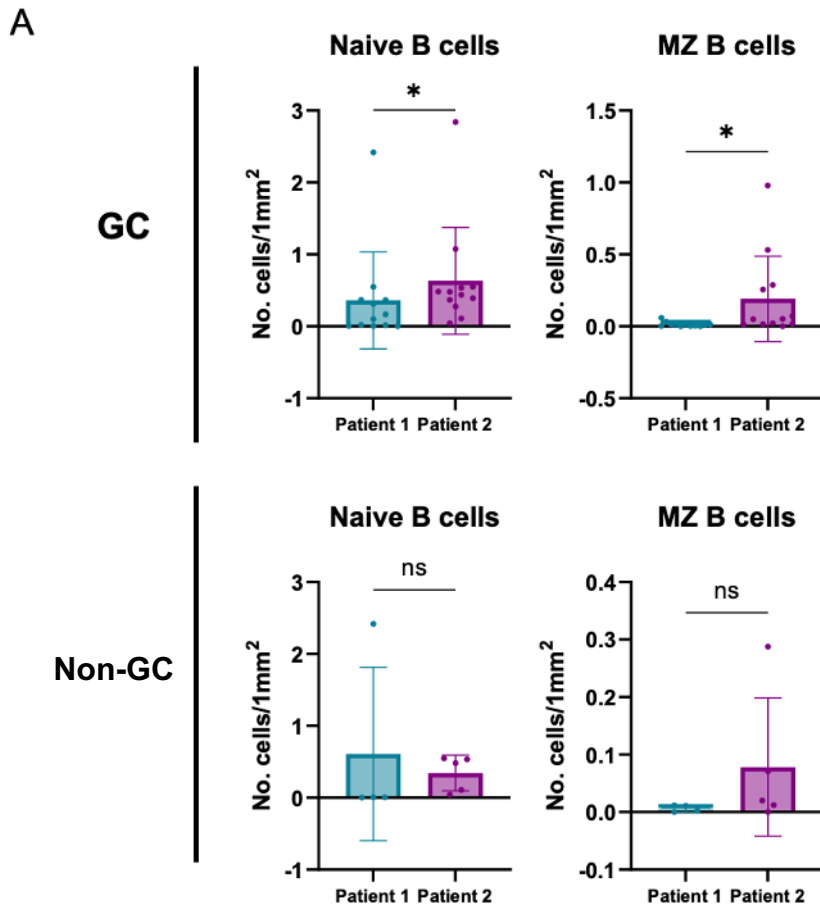 A
Naive B cells
MZ B cells
GC
No. cells/1mm²
3
2
1
0
-1
*
Patient 1 Patient 2
No. cells/1mm²
1.5
1.0
0.5
0.0
-0.5
*
Patient 1 Patient 2
Naive B cells
MZ B cells
Non-GC
No. cells/1mm²
3
2
1
0
-1
ns
Patient 1 Patient 2
No. cells/1mm²
0.4
0.3
0.2
0.1
0.0
-0.1
ns
Patient 1 Patient 2